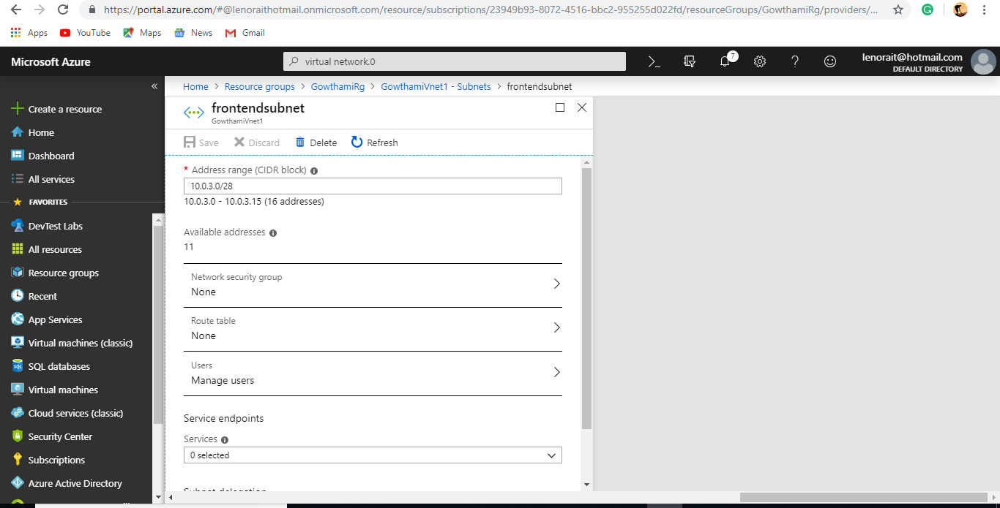 https://portal.azure.com/#@lenoraithotmail.onmicrosoft.com/resource/subscriptions/23949b93-8072-4516-bbc2-955255d022fd/resourceGroups/GowthamiRg/providers/...
Apps YouTube Maps News Gmail
Microsoft Azure
virtual network.0
7
lenorait@hotmail.com
DEFAULT DIRECTORY
Home > Resource groups > GowthamiRg > GowthamiVnet1 - Subnets > frontendsubnet
Create a resource
Home
Dashboard
All services
FAVORITES
DevTest Labs
All resources
Resource groups
Recent
App Services
Virtual machines (classic)
SQL databases
Virtual machines
Cloud services (classic)
Security Center
Subscriptions
Azure Active Directory
frontendsubnet
GowthamiVnet1
Save Discard Delete Refresh
* Address range (CIDR block)
10.0.3.0/28
10.0.3.0 - 10.0.3.15 (16 addresses)
Available addresses
11
Network security group
None
Route table
None
Users
Manage users
Service endpoints
Services
0 selected
Subnet delegation